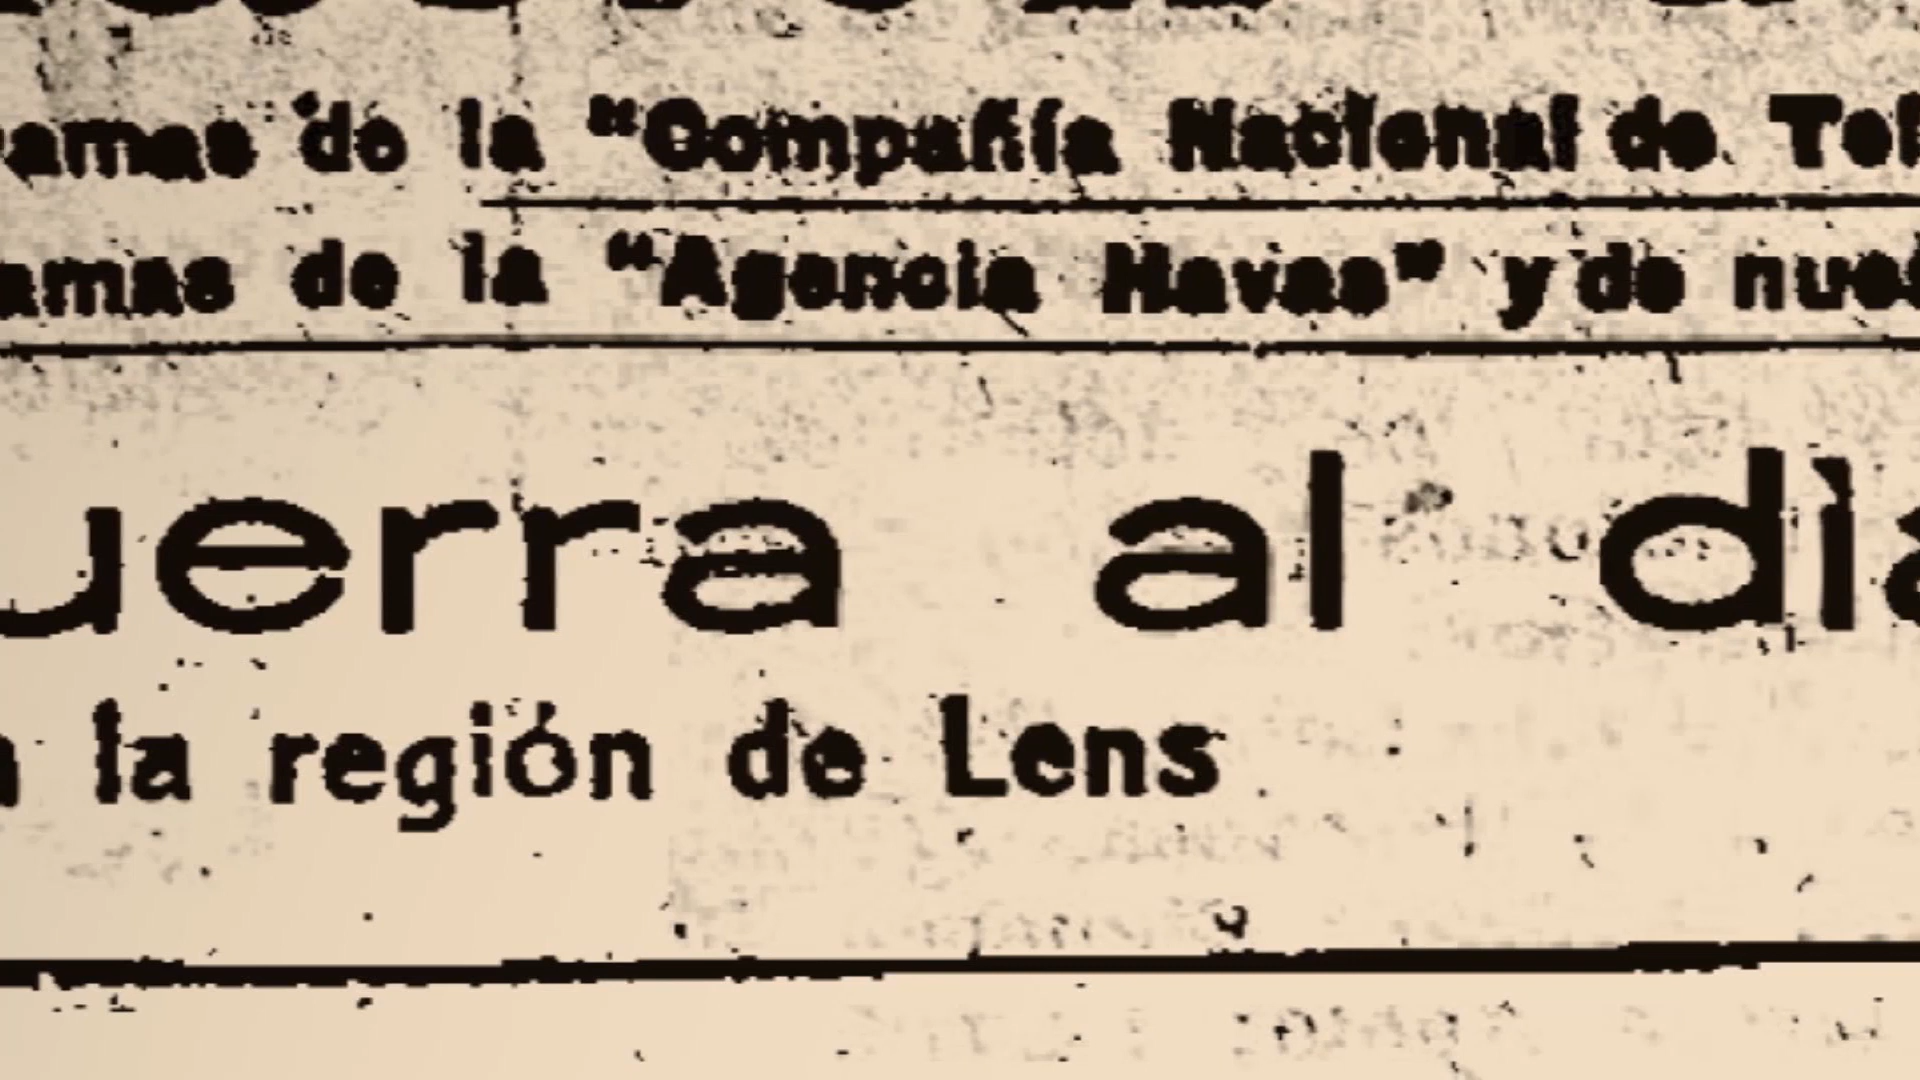 amas de la "Compañía Nacional de Tel
amas de la "Agencia Havas" y de nues
uerra al dìa
la región de Lens